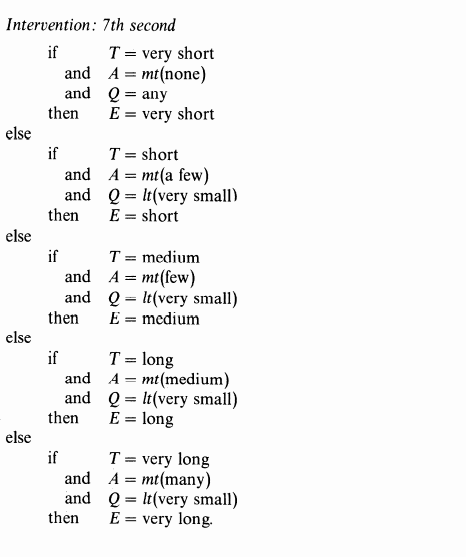 Intervention: 7th second
if T = very short
and A = mt(none)
and Q = any
then E = very short
else
if T = short
and A = mt(a few)
and Q = lt(very small)
then E = short
else
if T = medium
and A = mt(few)
and Q = lt(very small)
then E = medium
else
if T = long
and A = mt(medium)
and Q = lt(very small)
then E = long
else
if T = very long
and A = mt(many)
and Q = lt(very small)
then E = very long.